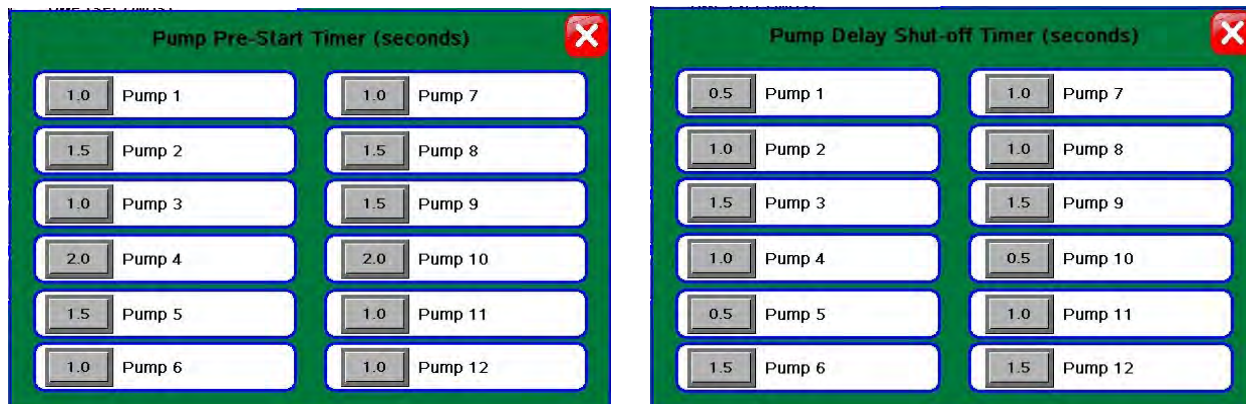 Pump Pre-Start Timer (seconds)
1.0 Pump 1
1.5 Pump 2
1.0 Pump 3
2.0 Pump 4
1.5 Pump 5
1.0 Pump 6
1.0 Pump 7
1.5 Pump 8
1.5 Pump 9
2.0 Pump 10
1.0 Pump 11
1.0 Pump 12
Pump Delay Shut-off Timer (seconds)
0.5 Pump 1
1.0 Pump 2
1.5 Pump 3
1.0 Pump 4
0.5 Pump 5
1.5 Pump 6
1.0 Pump 7
1.0 Pump 8
1.5 Pump 9
0.5 Pump 10
1.0 Pump 11
1.5 Pump 12